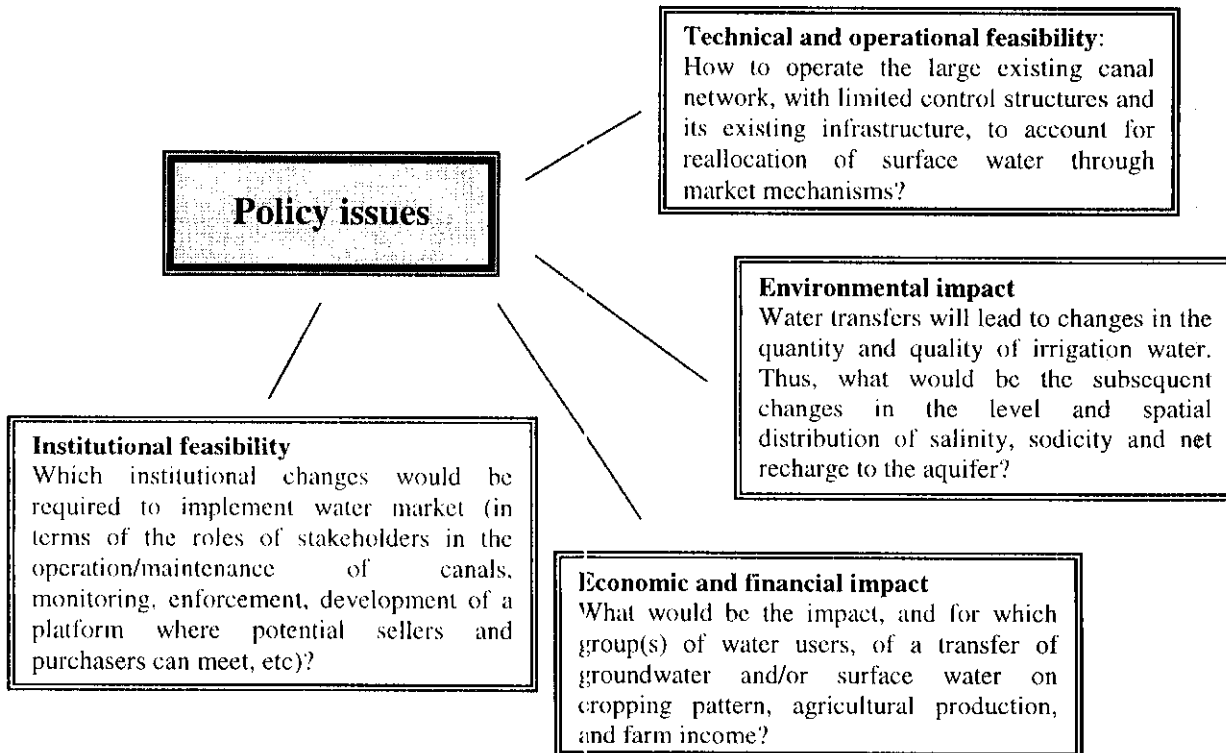 Policy issues
Technical and operational feasibility:
How to operate the large existing canal
network, with limited control structures and
its existing infrastructure, to account for
reallocation of surface water through
market mechanisms?
Environmental impact
Water transfers will lead to changes in the
quantity and quality of irrigation water.
Thus, what would be the subsequent
changes in the level and spatial
distribution of salinity, sodicity and net
recharge to the aquifer?
Institutional feasibility
Which institutional changes would be
required to implement water market (in
terms of the roles of stakeholders in the
operation/maintenance of canals,
monitoring, enforcement, development of a
platform where potential sellers and
purchasers can meet, etc)?
Economic and financial impact
What would be the impact, and for which
group(s) of water users, of a transfer of
groundwater and/or surface water on
cropping pattern, agricultural production,
and farm income?